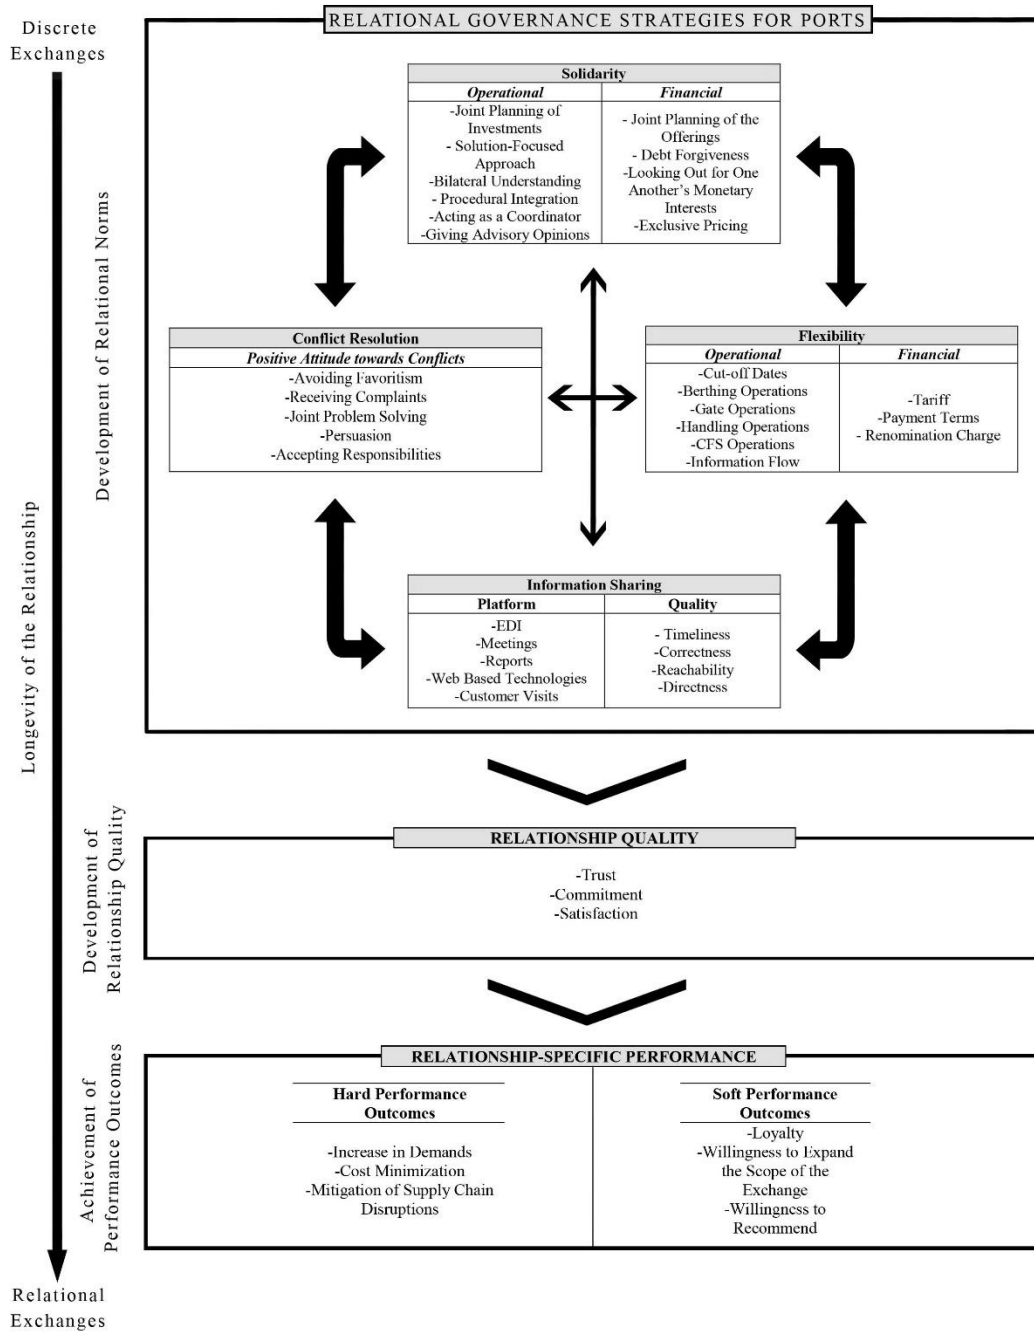 Discrete
Exchanges
RELATIONAL GOVERNANCE STRATEGIES FOR PORTS
Solidarity
Operational
-Joint Planning of
Investments
- Solution-Focused
Approach
-Bilateral Understanding
- Procedural Integration
-Acting as a Coordinator
-Giving Advisory Opinions
Financial
- Joint Planning of the
Offerings
- Debt Forgiveness
-Looking Out for One
Another's Monetary
Interests
-Exclusive Pricing
Conflict Resolution
Positive Attitude towards Conflicts
-Avoiding Favoritism
-Receiving Complaints
-Joint Problem Solving
-Persuasion
-Accepting Responsibilities
Flexibility
Operational
-Cut-off Dates
-Berthing Operations
-Gate Operations
-Handling Operations
-CFS Operations
-Information Flow
Financial
-Tariff
-Payment Terms
- Renomination Charge
Information Sharing
Platform
-EDI
-Meetings
-Reports
-Web Based Technologies
-Customer Visits
Quality
- Timeliness
-Correctness
-Reachability
-Directness
Development of Relational Norms
Longevity of the Relationship
RELATIONSHIP QUALITY
-Trust
-Commitment
-Satisfaction
Development of
Relationship Quality
RELATIONSHIP-SPECIFIC PERFORMANCE
Hard Performance
Outcomes
-Increase in Demands
-Cost Minimization
-Mitigation of Supply Chain
Disruptions
Soft Performance
Outcomes
-Loyalty
-Willingness to Expand
the Scope of the
Exchange
-Willingness to
Recommend
Achievement of
Performance Outcomes
Relational
Exchanges